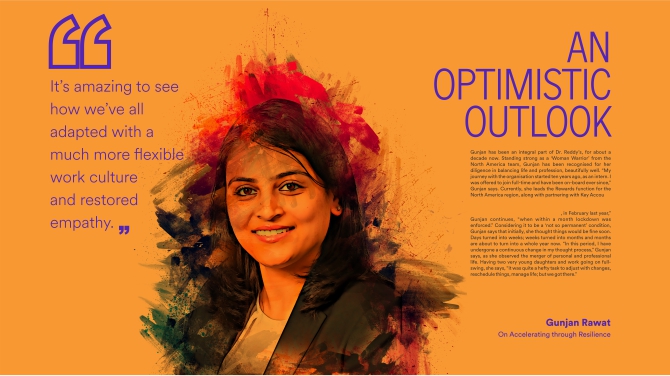 It's amazing to see
how we've all
adapted with a
much more flexible
work culture
and restored
empathy.
AN
OPTIMISTIC
OUTLOOK
Gunjan has been an integral part of Dr. Reddy's, for about a
decade now. Standing strong as a 'Woman Warrior' from the
North America team, Gunjan has been recognised for her
diligence in balancing life and profession, beautifully well. "My
journey with the organisation started ten years ago, as an intern. I
was offered to join full-time and have been on-board ever since,"
Gunjan says. Currently, she leads the Rewards function for the
North America region, along with partnering with Key Accou
, in February last year,"
Gunjan continues, "when within a month lockdown was
enforced." Considering it to be a 'not so permanent' condition,
Gunjan says that initially, she thought things would be fine soon.
Days turned into weeks; weeks turned into months and months
are about to turn into a whole year now. "In this period, I have
undergone a continuous change in my thought process," Gunjan
says, as she observed the merger of personal and professional
life. Having two very young daughters and work going on full-
swing, she says, "It was quite a hefty task to adjust with changes,
reschedule things, manage life; but we got there."
Gunjan Rawat
On Accelerating through Resilience